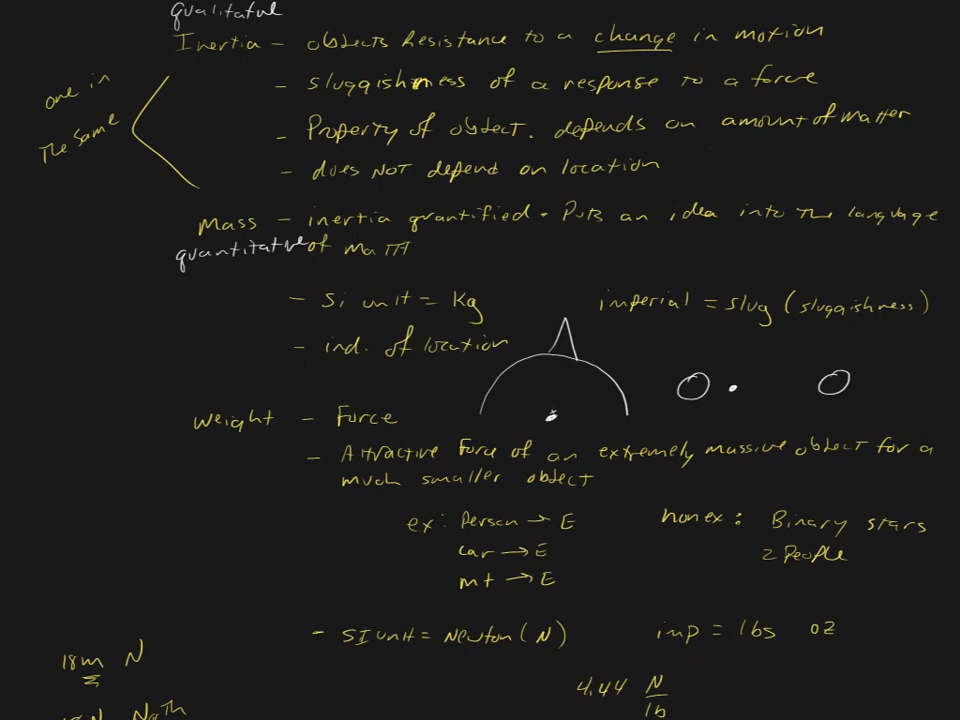 qualitative
Inertia - objects Resistance to a change in motion
- sluggishness of a response to a force
one in
The same
- Property of object. depends on amount of matter
- does NOT depend on location
Mass - inertia quantified. Puts an idea into the language
quantitative of maTH
- Si unit = Kg imperial = slug (sluggishness)
- ind. of location
Weight - Force
- Attractive Force of an extremely massive object for a
much smaller object
ex: Person → E nonex: Binary stars
car → E 2 People
mt → E
- SI unit = Newton (N) imp = lbs oz
18m N
4.44 N/lb
North